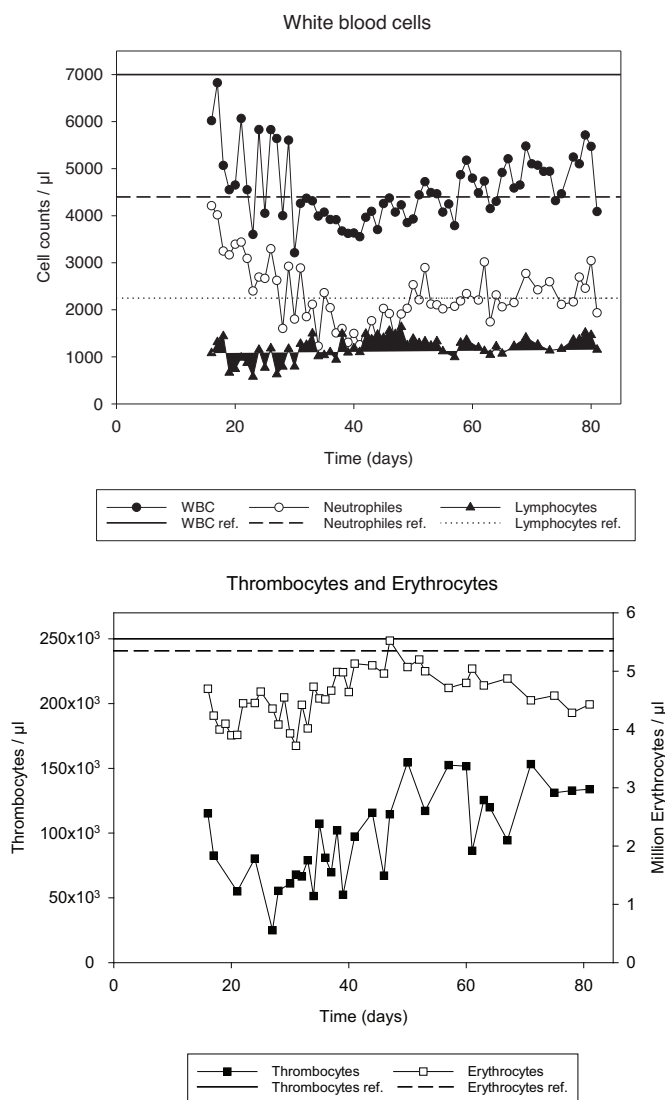 White blood cells
7000
6000
5000
4000
3000
2000
1000
0
Cell counts / µl
0 20 40 60 80
Time (days)
WBC Neutrophiles Lymphocytes
WBC ref. Neutrophiles ref. Lymphocytes ref.
Thrombocytes and Erythrocytes
250x10³
200x10³
150x10³
100x10³
50x10³
0
Thrombocytes / µl
6
5
4
3
2
1
0
Million Erythrocytes / µl
0 20 40 60 80
Time (days)
Thrombocytes Erythrocytes
Thrombocytes ref. Erythrocytes ref.